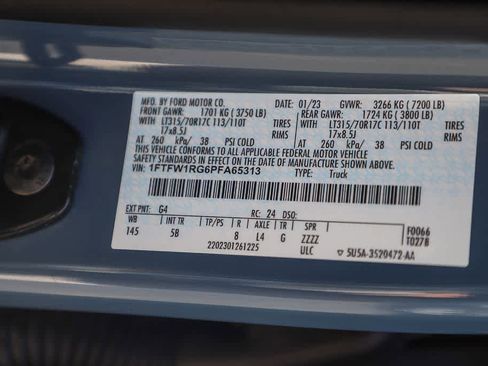 MFD. BY FORD MOTOR CO. 01/23 GVWR: 3266 KG (7200 LB)
FRONT GAWR: 1701 KG (3750 LB) REAR GAWR: 1724 KG (3800 LB)
LT315/70R17C 113/110T TIRES LT315/70R17C 113/110T TIRES
17x8.5J RIMS 17x8.5J RIMS
AT 260 kPa/ 38 PSI COLD AT 260 kPa/ 38 PSI COLD
THIS VEHICLE CONFORMS TO ALL APPLICABLE FEDERAL MOTOR VEHICLE
SAFETY AND THEFT PREVENTION STANDARDS IN EFFECT ON THE DATE OF
MANUFACTURE SHOWN ABOVE.
VIN: 1FTFW1RG6PFA65313 TYPE: Truck
EXT PNT: G4 RC: 24 DSO:
WB INT TR R AXLE TR SPR F0066
145 5B 8 L4 G ZZZZ T0278
2202301261225 ULC ▽ 5U5A-3520472-AA